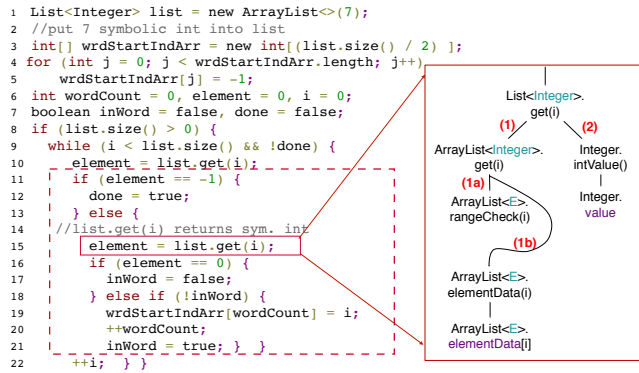 1 List<Integer> list = new ArrayList<>(7);
2 //put 7 symbolic int into list
3 int[] wrdStartIndArr = new int[(list.size() / 2) ];
4 for (int j = 0; j < wrdStartIndArr.length; j++)
5 wrdStartIndArr[j] = -1;
6 int wordCount = 0, element = 0, i = 0;
7 boolean inWord = false, done = false;
8 if (list.size() > 0) {
9 while (i < list.size() && !done) {
10 element = list.get(i);
11 if (element == -1) {
12 done = true;
13 } else {
14 //list.get(i) returns sym. int
15 element = list.get(i);
16 if (element == 0) {
17 inWord = false;
18 } else if (!inWord) {
19 wrdStartIndArr[wordCount] = i;
20 ++wordCount;
21 inWord = true; } }
22 ++i; } }
List<Integer>.
get(i)
(1)
(2)
ArrayList<Integer>.
get(i)
Integer.
intValue()
(1a)
ArrayList<E>.
rangeCheck(i)
Integer.
value
(1b)
ArrayList<E>.
elementData(i)
ArrayList<E>.
elementData[i]